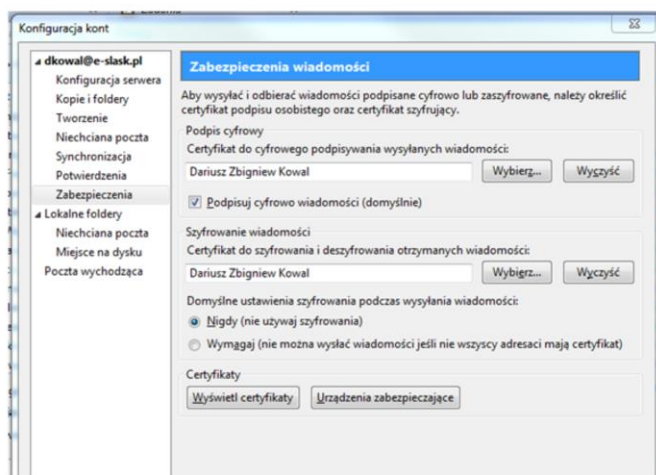 Konfiguracja kont
dkowal@e-slask.pl
Konfiguracja serwera
Kopie i foldery
Tworzenie
Niechciana poczta
Synchronizacja
Potwierdzenia
Zabezpieczenia
Lokalne foldery
Niechciana poczta
Miejsce na dysku
Poczta wychodząca
Zabezpieczenia wiadomości
Aby wysyłać i odbierać wiadomości podpisane cyfrowo lub zaszyfrowane, należy określić
certyfikat podpisu osobistego oraz certyfikat szyfrujący.
Podpis cyfrowy
Certyfikat do cyfrowego podpisywania wysyłanych wiadomości:
Dariusz Zbigniew Kowal Wybierz... Wyczyść
Podpisuj cyfrowo wiadomości (domyślnie)
Szyfrowanie wiadomości
Certyfikat do szyfrowania i deszyfrowania otrzymanych wiadomości:
Dariusz Zbigniew Kowal Wybierz... Wyczyść
Domyślne ustawienia szyfrowania podczas wysyłania wiadomości:
Nigdy (nie używaj szyfrowania)
Wymagaj (nie można wysłać wiadomości jeśli nie wszyscy adresaci mają certyfikat)
Certyfikaty
Wyświetl certyfikaty Urządzenia zabezpieczające